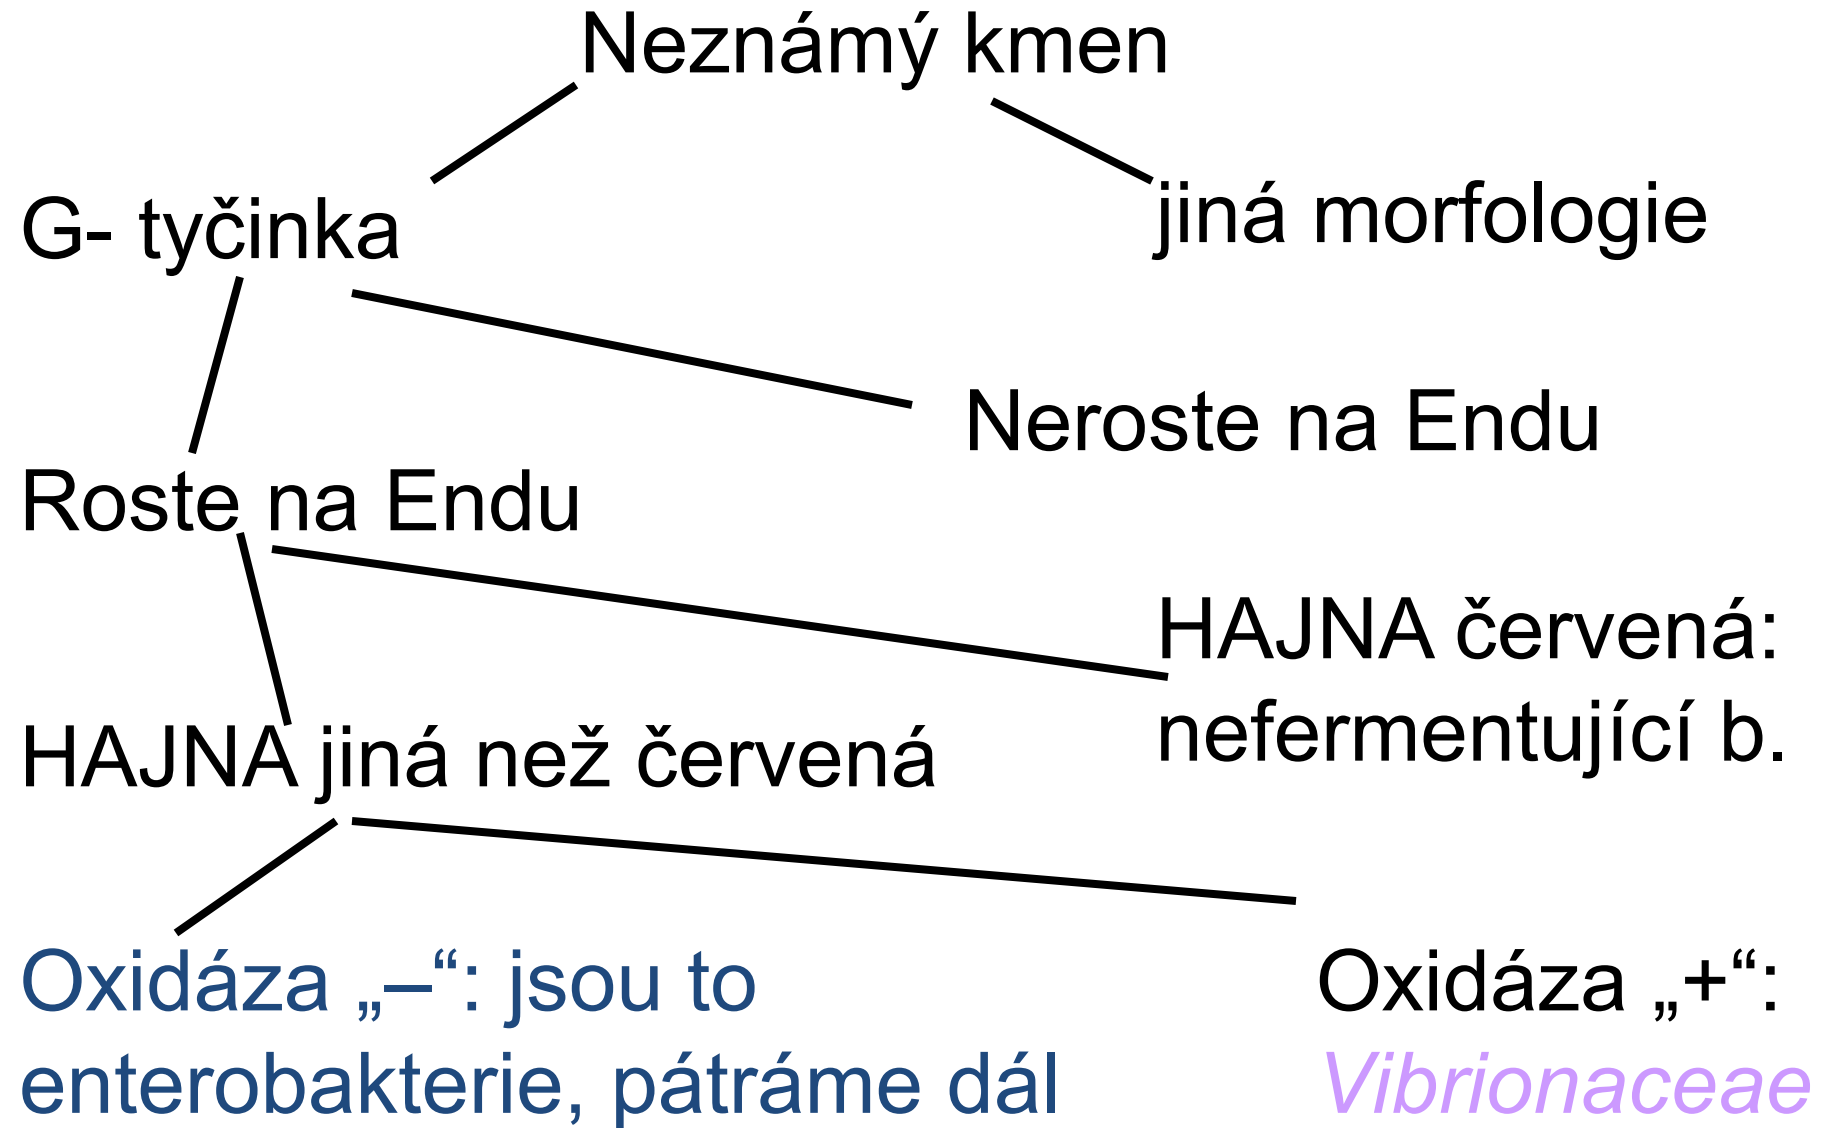 Neznámý kmen
G- tyčinka
jiná morfologie
Neroste na Endu
Roste na Endu
HAJNA červená:
nefermentující b.
HAJNA jiná než červená
Oxidáza „–“: jsou to
enterobakterie, pátráme dál
Oxidáza „+“:
Vibrionaceae